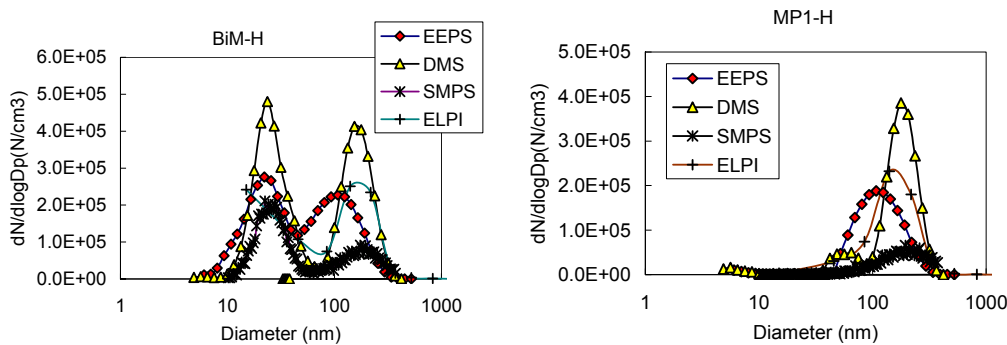 BiM-H
EEPS
DMS
SMPS
ELPI
dN/dlogDp(N/cm3)
6.0E+05
5.0E+05
4.0E+05
3.0E+05
2.0E+05
1.0E+05
0.0E+00
1 10 100 1000
Diameter (nm)
MP1-H
EEPS
DMS
SMPS
ELPI
dN/dlogDp(N/cm3)
5.0E+05
4.0E+05
3.0E+05
2.0E+05
1.0E+05
0.0E+00
1 10 100 1000
Diameter (nm)